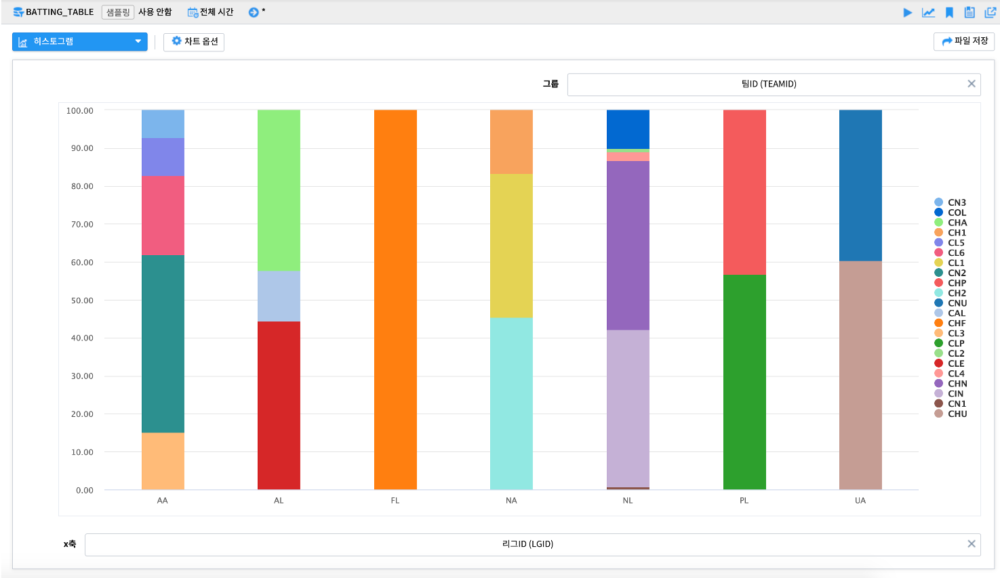 BATTING_TABLE 샘플링 사용 안함 전체 시간 *
히스토그램 차트 옵션 파일 저장
그룹 팀ID (TEAMID)
100.00
90.00
80.00
70.00
60.00
50.00
40.00
30.00
20.00
10.00
0.00
AA AL FL NA NL PL UA
CN3
COL
CHA
CH1
CL5
CL6
CL1
CN2
CHP
CH2
CNU
CAL
CHF
CL3
CLP
CL2
CLE
CL4
CHN
CIN
CN1
CHU
x축 리그ID (LGID)